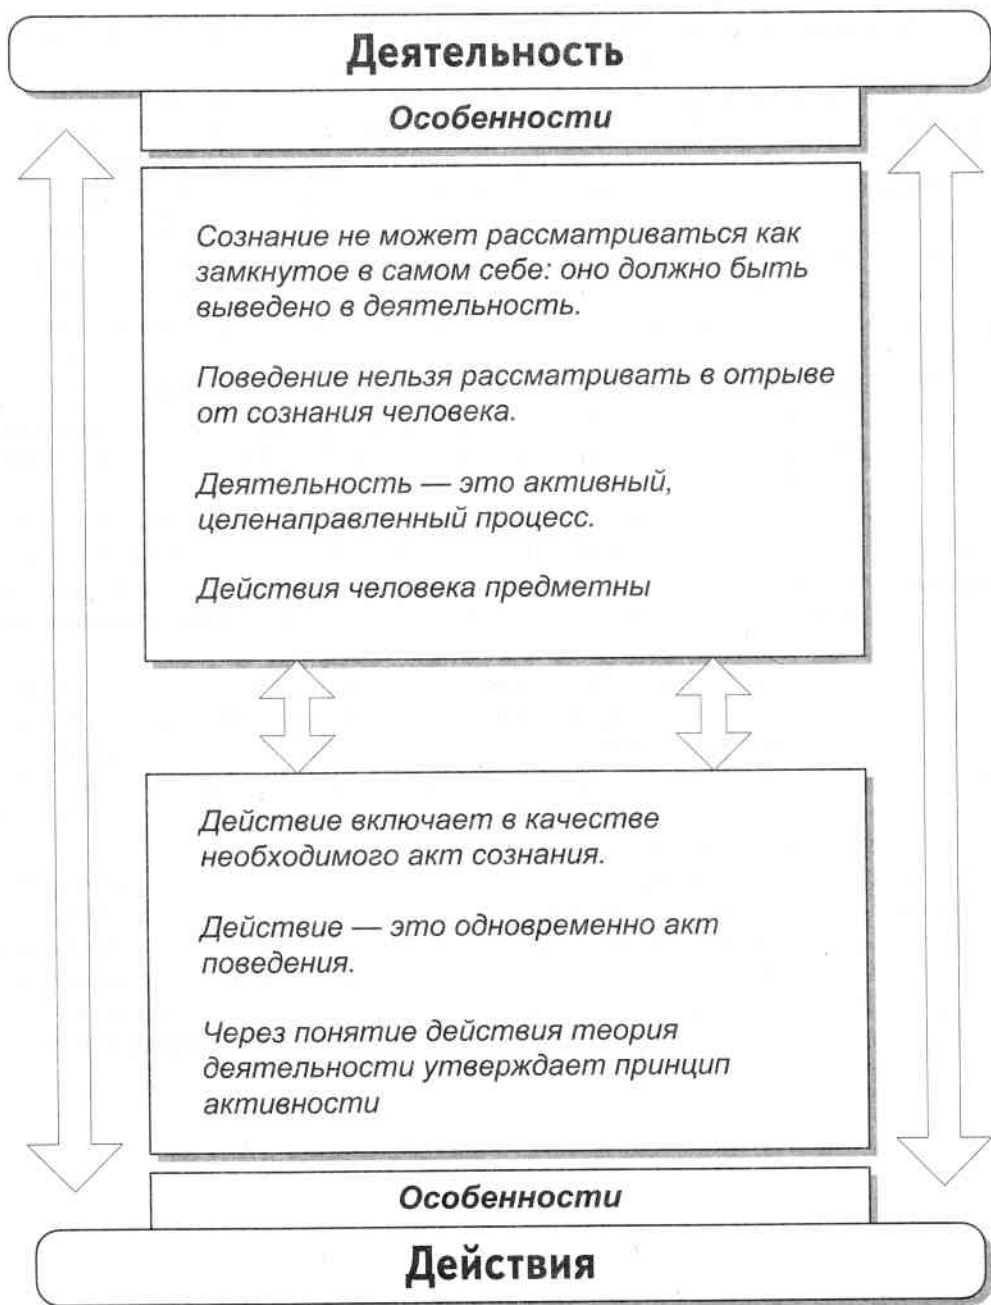 Деятельность
Особенности
Сознание не может рассматриваться как
замкнутое в самом себе: оно должно быть
выведено в деятельность.
Поведение нельзя рассматривать в отрыве
от сознания человека.
Деятельность — это активный,
целенаправленный процесс.
Действия человека предметны
Действие включает в качестве
необходимого акт сознания.
Действие — это одновременно акт
поведения.
Через понятие действия теория
деятельности утверждает принцип
активности
Особенности
Действия